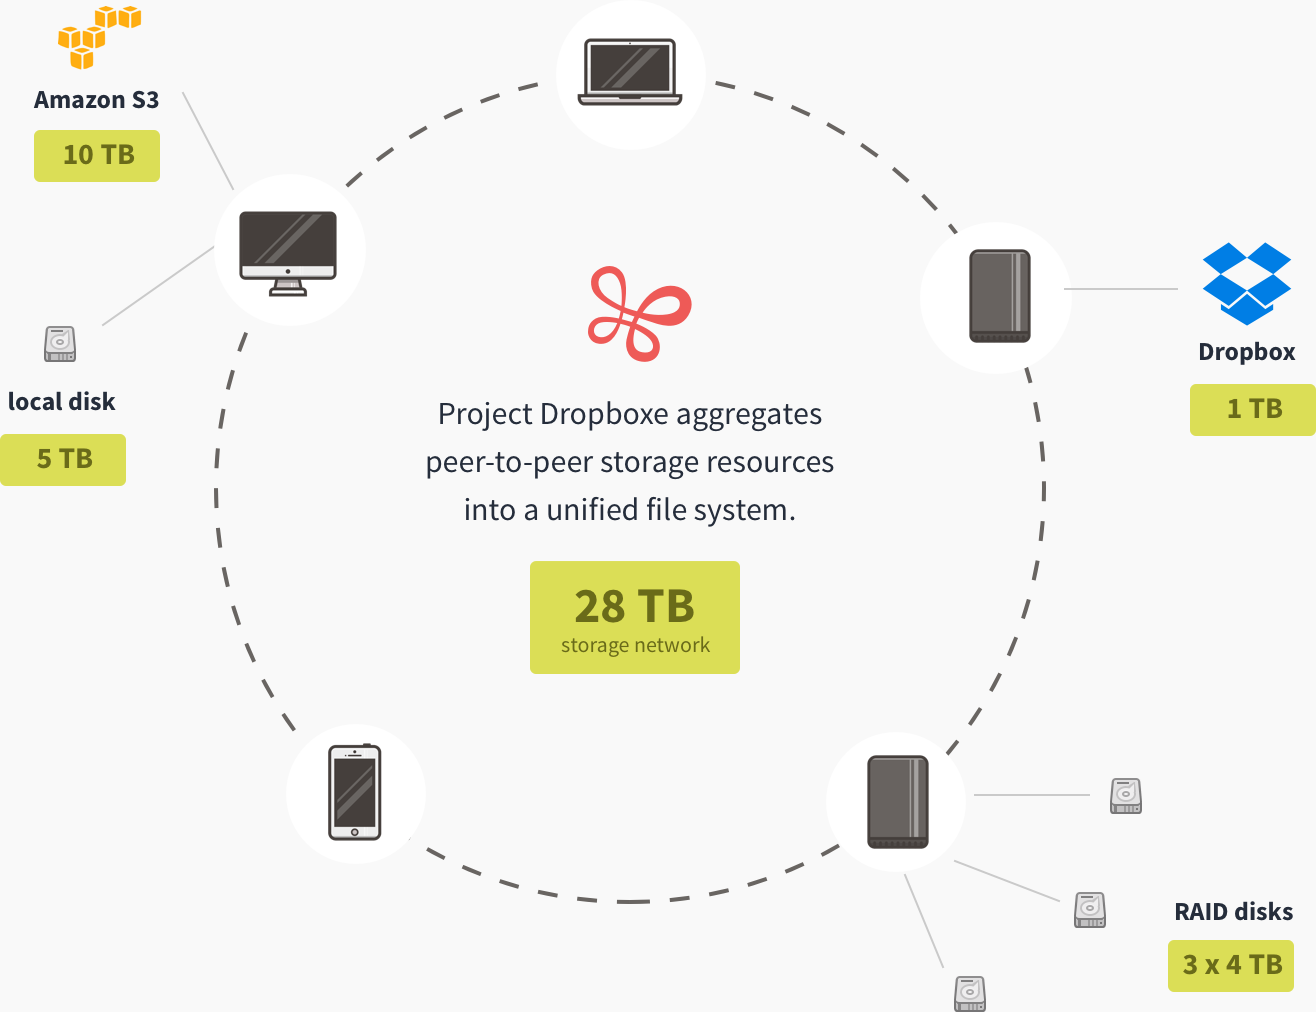 Amazon S3
10 TB
local disk
5 TB
Dropbox
1 TB
Project Dropboxe aggregates
peer-to-peer storage resources
into a unified file system.
28 TB
storage network
RAID disks
3 x 4 TB